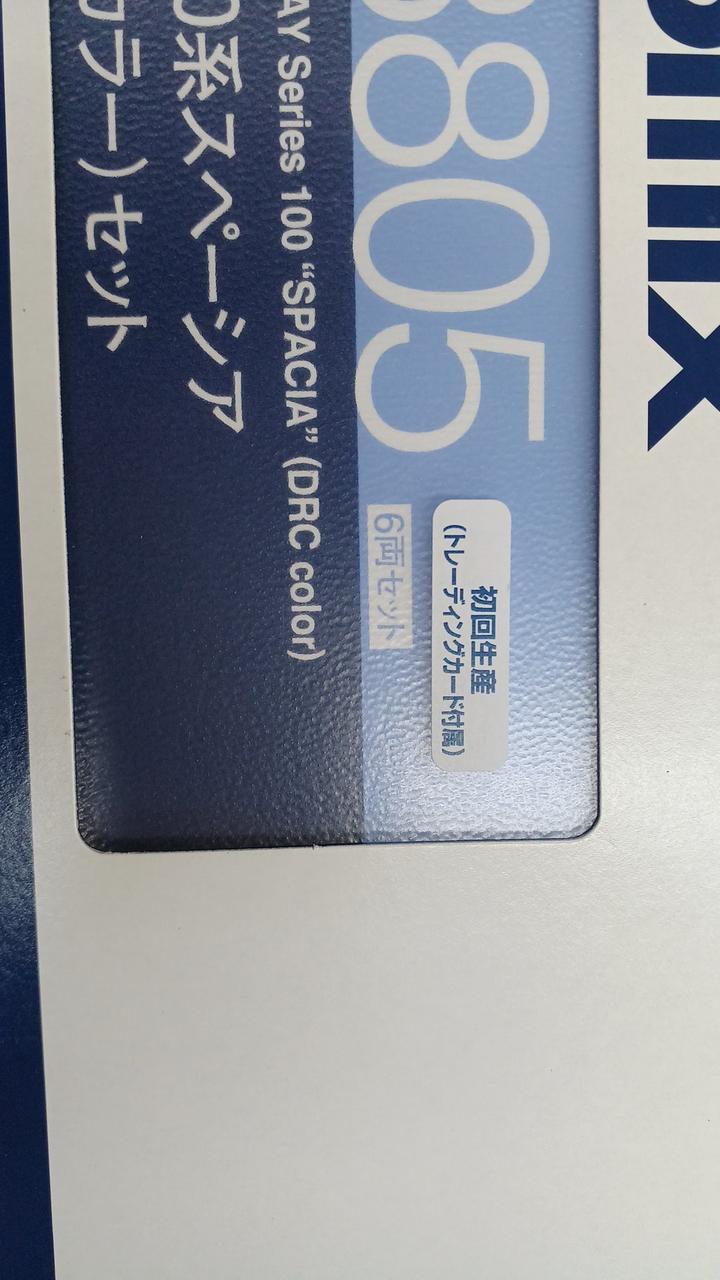 mix
8805
初回生産
(トレーディングカード付属)
6両セット
AY Series 100 “SPACIA” (DRC color)
0系スペーシア
カラー)セット